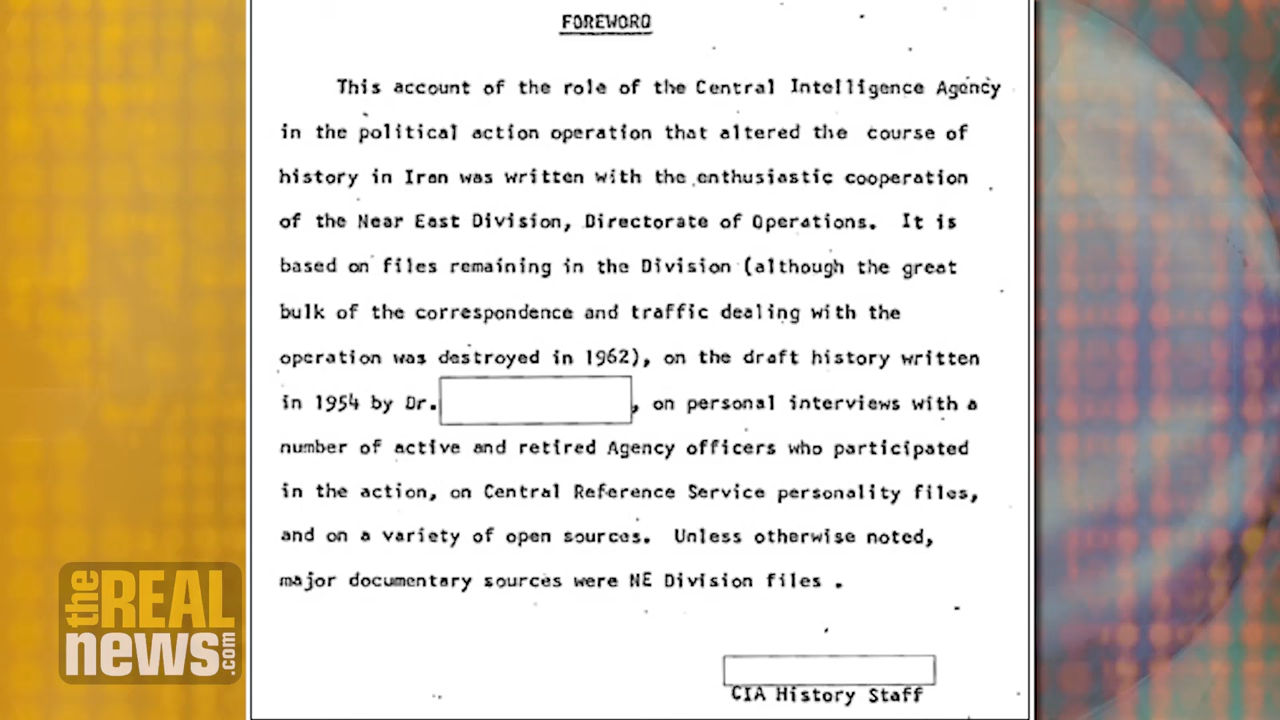 FOREWORD
This account of the role of the Central Intelligence Agency
in the political action operation that altered the course of
history in Iran was written with the enthusiastic cooperation
of the Near East Division, Directorate of Operations. It is
based on files remaining in the Division (although the great
bulk of the correspondence and traffic dealing with the
operation was destroyed in 1962), on the draft history written
in 1954 by Dr. , on personal interviews with a
number of active and retired Agency officers who participated
in the action, on Central Reference Service personality files,
and on a variety of open sources. Unless otherwise noted,
major documentary sources were NE Division files .
CIA History Staff
the REAL
news.com